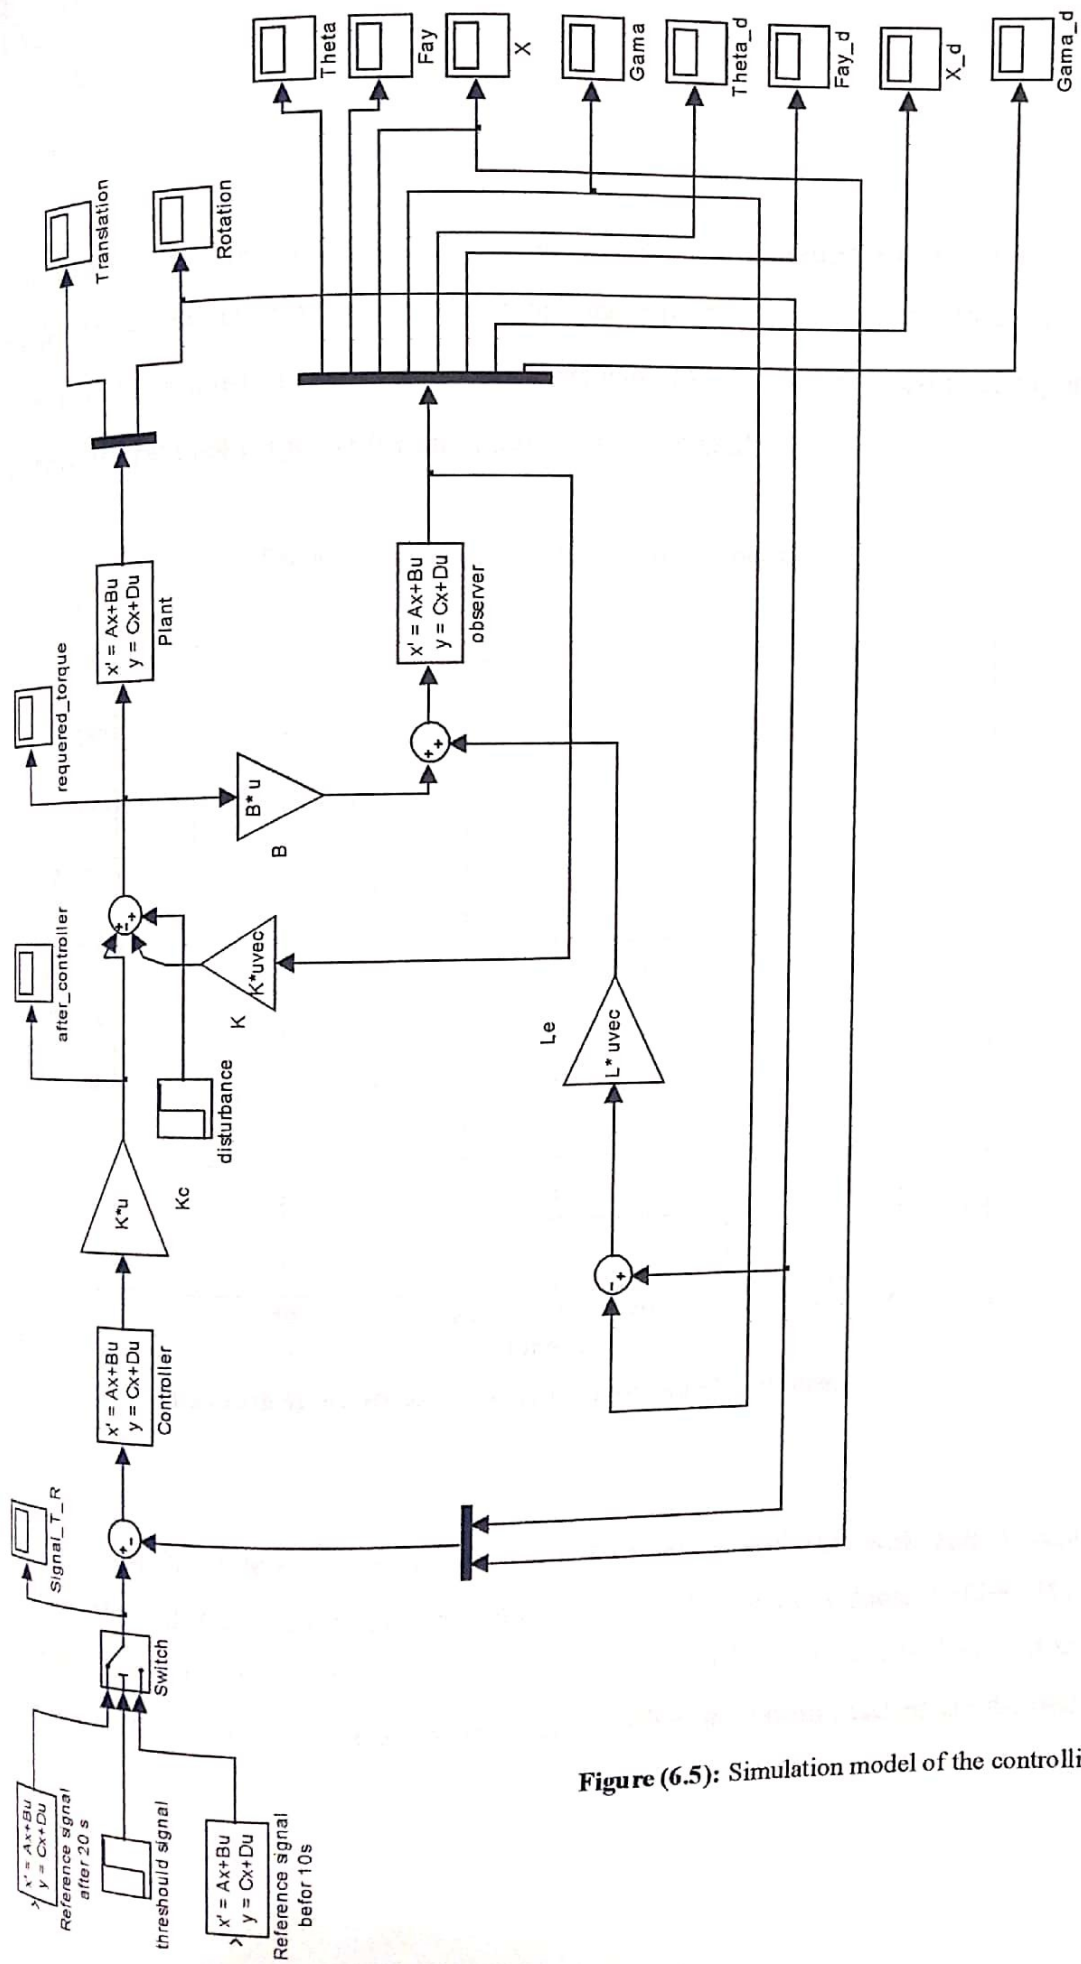 x' = Ax+Bu
y = Cx+Du
Reference signal
after 20 s
threshould signal
x' = Ax+Bu
y = Cx+Du
Reference signal
befor 10s
Switch
Signal_T_R
+
-
x' = Ax+Bu
y = Cx+Du
Controller
K*u
Kc
after_controller
disturbance
+
-
+
K*uvec
K
requered_torque
B* u
B
x' = Ax+Bu
y = Cx+Du
Plant
Translation
Rotation
+
+
x' = Ax+Bu
y = Cx+Du
observer
-
+
L* uvec
Le
Theta
Fay
X
Gama
Theta_d
Fay_d
X_d
Gama_d
Figure (6.5): Simulation model of the controlli